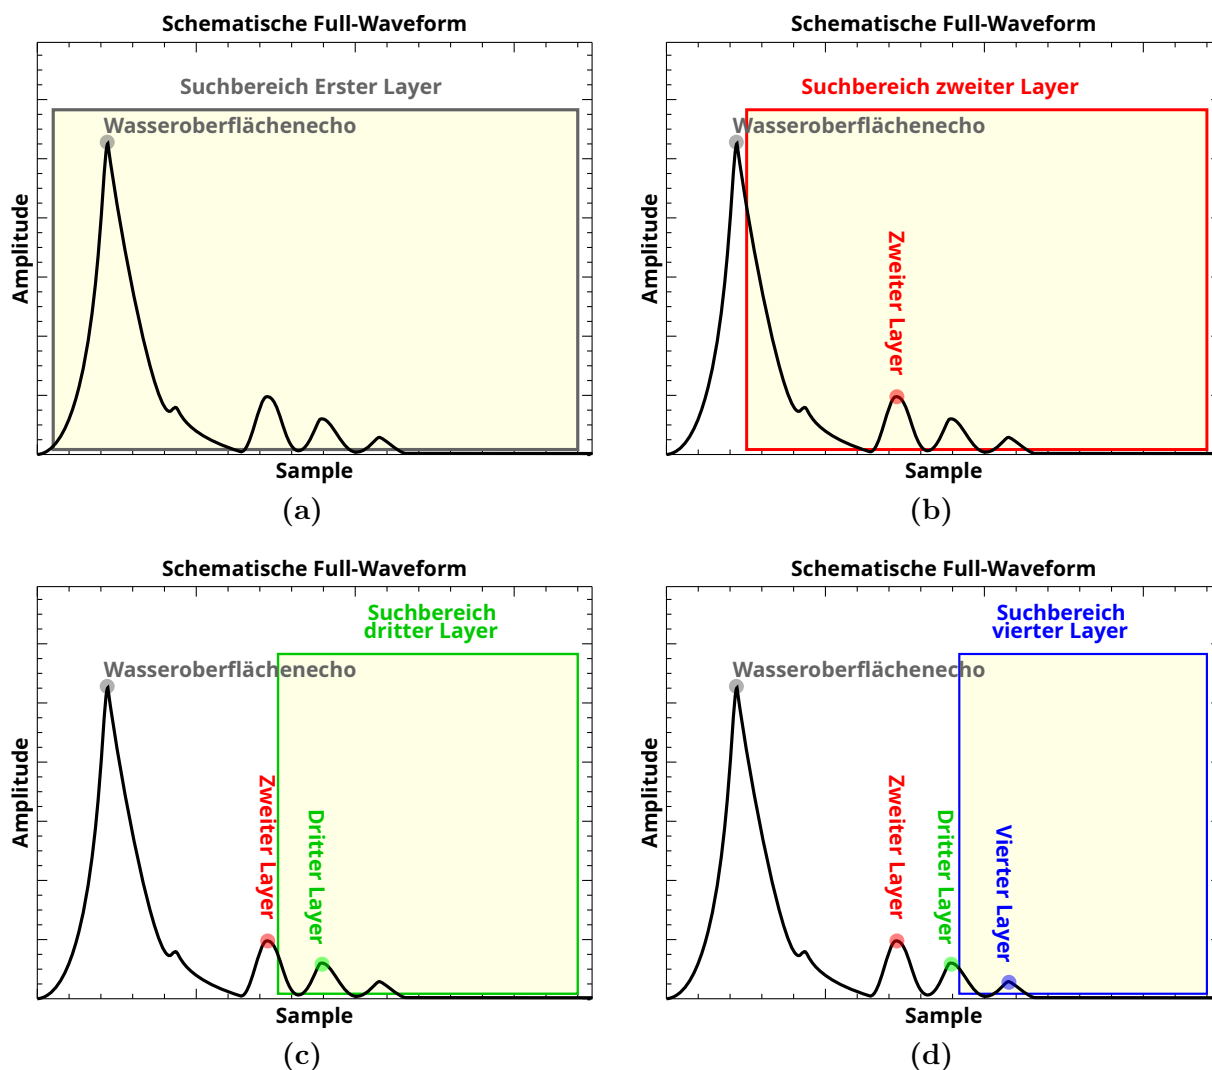 Schematische Full-Waveform
Suchbereich Erster Layer
Wasseroberflächenecho
Amplitude
Sample
(a)
Schematische Full-Waveform
Suchbereich zweiter Layer
Wasseroberflächenecho
Zweiter Layer
Amplitude
Sample
(b)
Schematische Full-Waveform
Suchbereich
dritter Layer
Wasseroberflächenecho
Zweiter Layer
Dritter Layer
Amplitude
Sample
(c)
Schematische Full-Waveform
Suchbereich
vierter Layer
Wasseroberflächenecho
Zweiter Layer
Dritter Layer
Vierter Layer
Amplitude
Sample
(d)